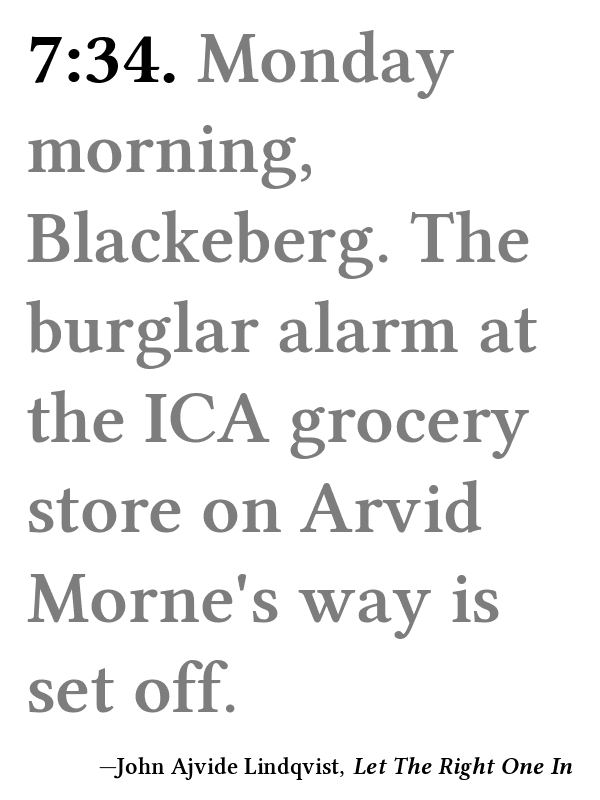 7:34. Monday
morning,
Blackeberg. The
burglar alarm at
the ICA grocery
store on Arvid
Morne's way is
set off.
—John Ajvide Lindqvist, Let The Right One In